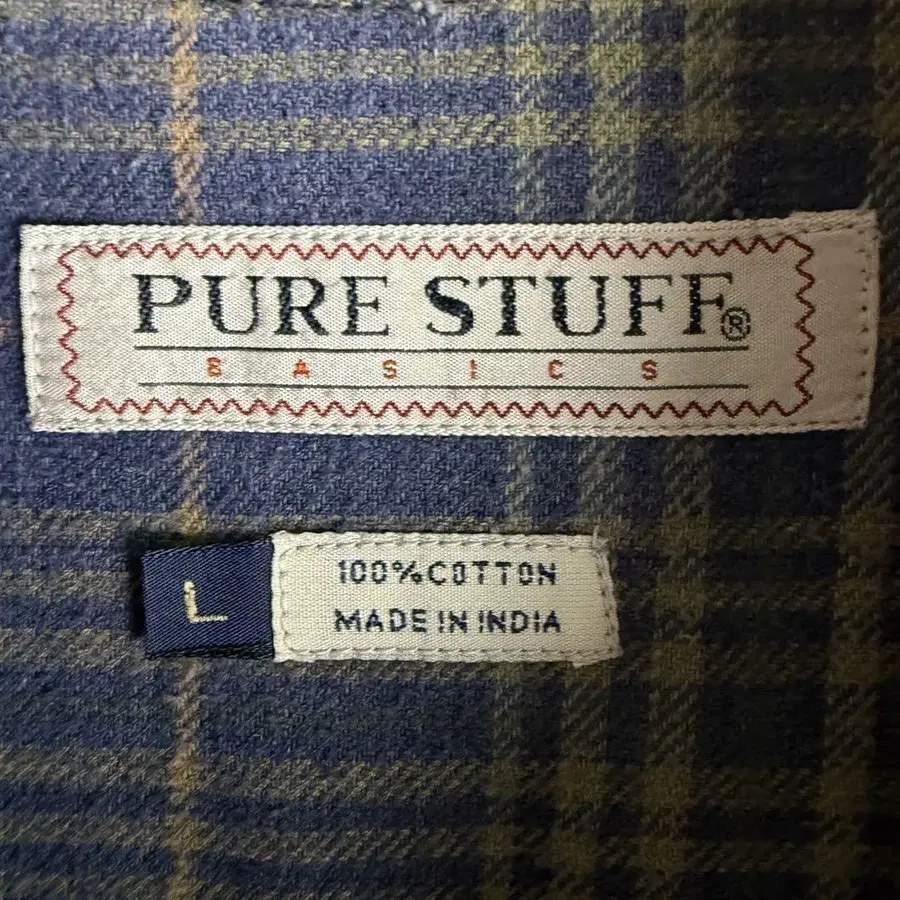 PURE STUFF®
BASICS
L
100% COTTON
MADE IN INDIA